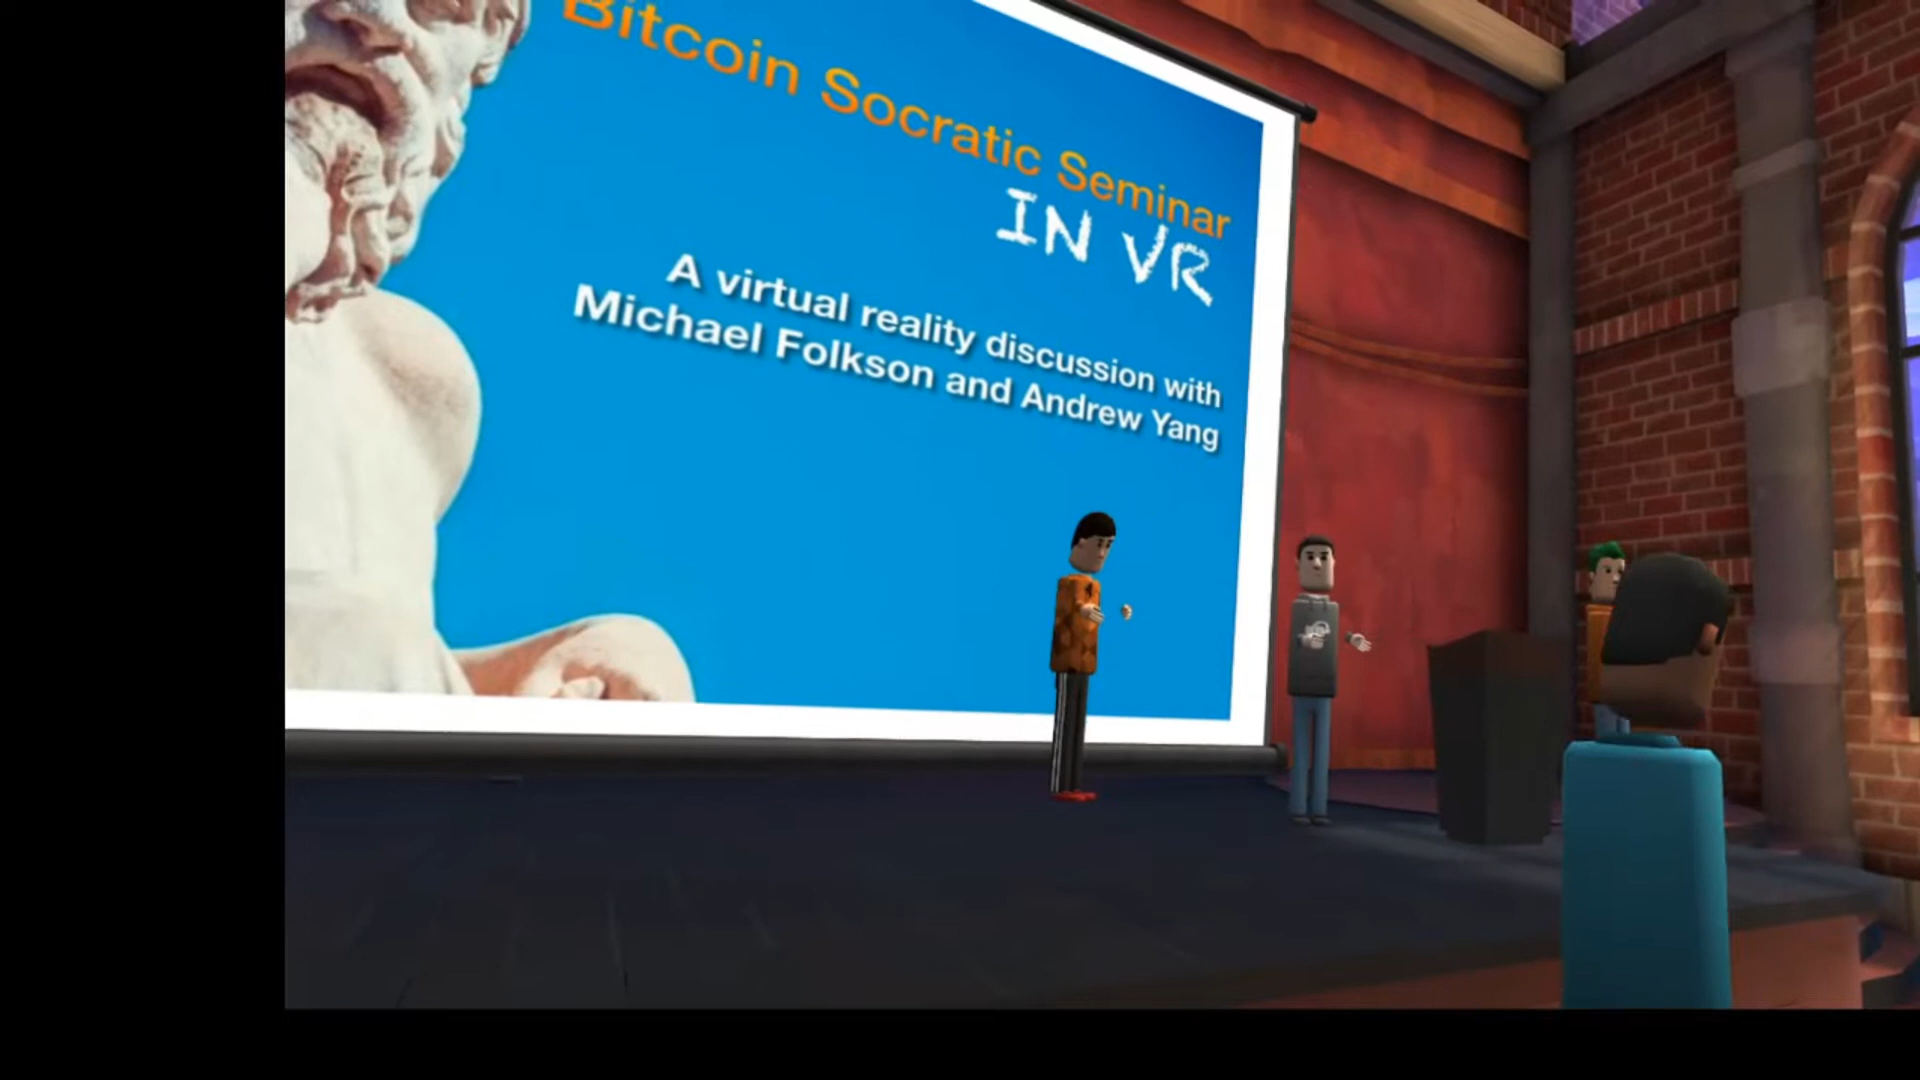 Bitcoin Socratic Seminar
IN VR
A virtual reality discussion with
Michael Folkson and Andrew Yang